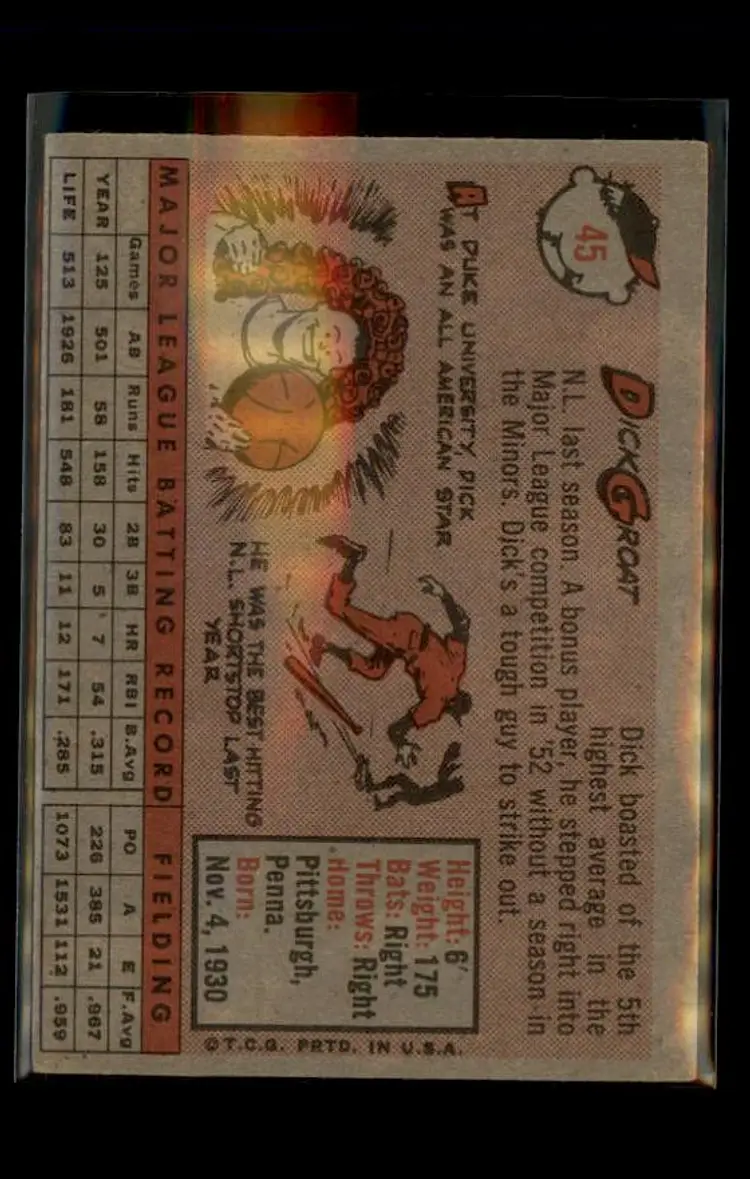 45
DICK GROAT
Dick boasted of the 5th
highest average in the
N.L. last season. A bonus player, he stepped right into
Major League competition in '52 without a season in
the Minors. Dick's a tough guy to strike out.
AT DUKE UNIVERSITY, DICK
WAS AN ALL AMERICAN STAR
HE WAS THE BEST HITTING
N.L. SHORTSTOP LAST
YEAR
Height: 6'
Weight: 175
Bats: Right
Throws: Right
Home:
Pittsburgh,
Penna.
Born:
Nov. 4, 1930
©T.C.G. PRTD. IN U.S.A.
MAJOR LEAGUE BATTING RECORD FIELDING
Games AB Runs Hits 2B 3B HR RBI B.Avg PO A E F.Avg
YEAR 125 501 58 158 30 5 7 54 .315 226 385 21 .967
LIFE 513 1926 181 548 83 11 12 171 .285 1073 1531 112 .959